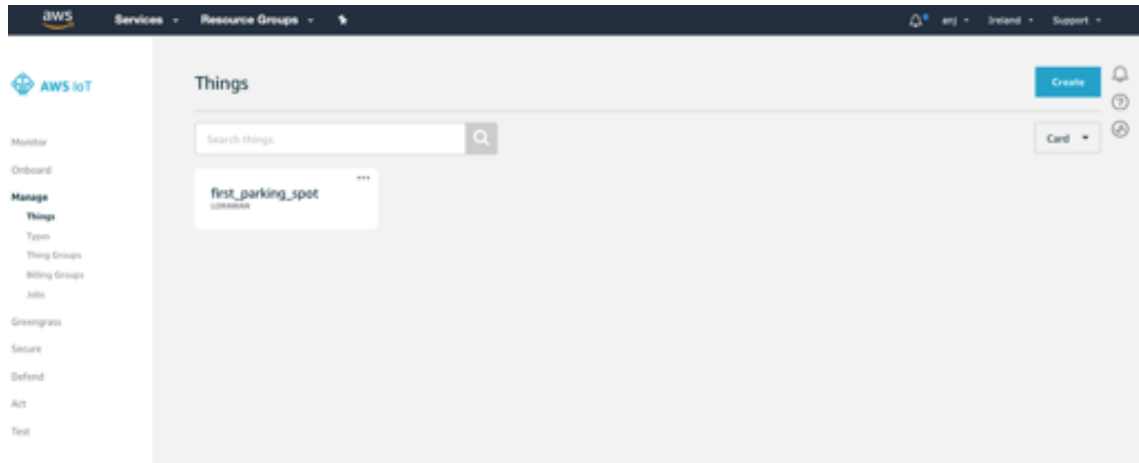 aws Services Resource Groups anj Ireland Support
AWS IoT
Things
Create
Monitor
Search things
Card
Onboard
Manage
first_parking_spot
LORAWAN
Things
Types
Thing Groups
Billing Groups
Jobs
Greengrass
Secure
Defend
Act
Test